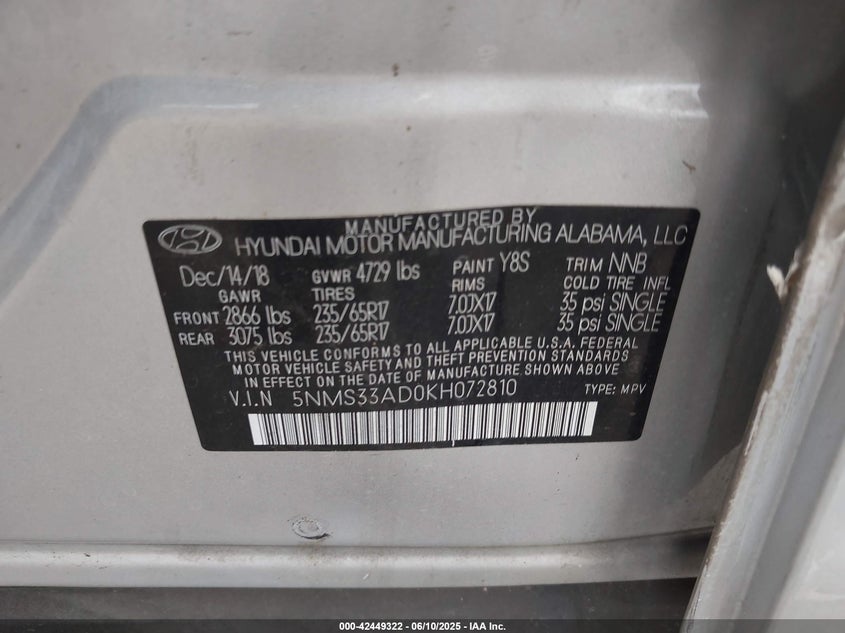 MANUFACTURED BY
HYUNDAI MOTOR MANUFACTURING ALABAMA, LLC
Dec/14/18 GVWR 4729 lbs PAINT Y8S TRIM NNB
GAWR TIRES RIMS COLD TIRE INFL
FRONT 2866 lbs 235/65R17 7.0JX17 35 psi SINGLE
REAR 3075 lbs 235/65R17 7.0JX17 35 psi SINGLE
THIS VEHICLE CONFORMS TO ALL APPLICABLE U.S.A. FEDERAL
MOTOR VEHICLE SAFETY AND THEFT PREVENTION STANDARDS
IN EFFECT ON THE DATE OF MANUFACTURE SHOWN ABOVE
V.I.N 5NMS33AD0KH072810 TYPE: MPV
000-42449322 - 06/10/2025 - IAA Inc.